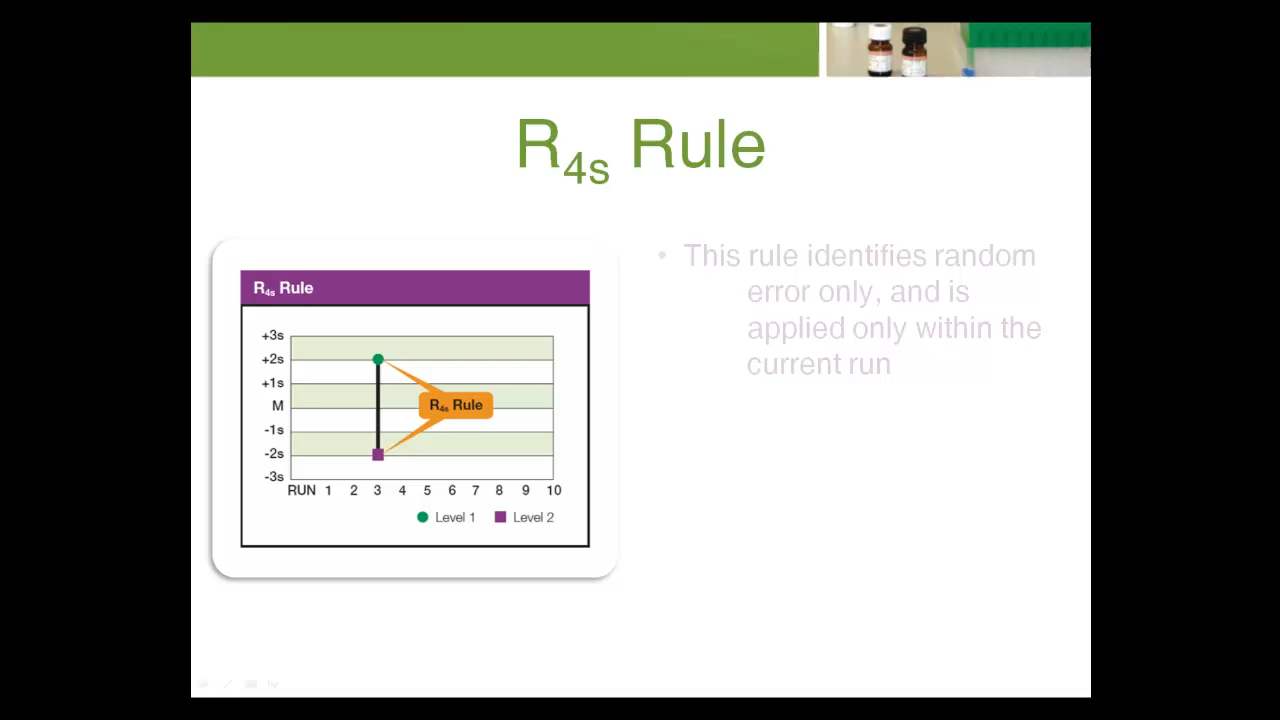 R4s Rule
R4s Rule
+3s
+2s
+1s
M
-1s
-2s
-3s
R4s Rule
RUN 1 2 3 4 5 6 7 8 9 10
Level 1 Level 2
• This rule identifies random
error only, and is
applied only within the
current run